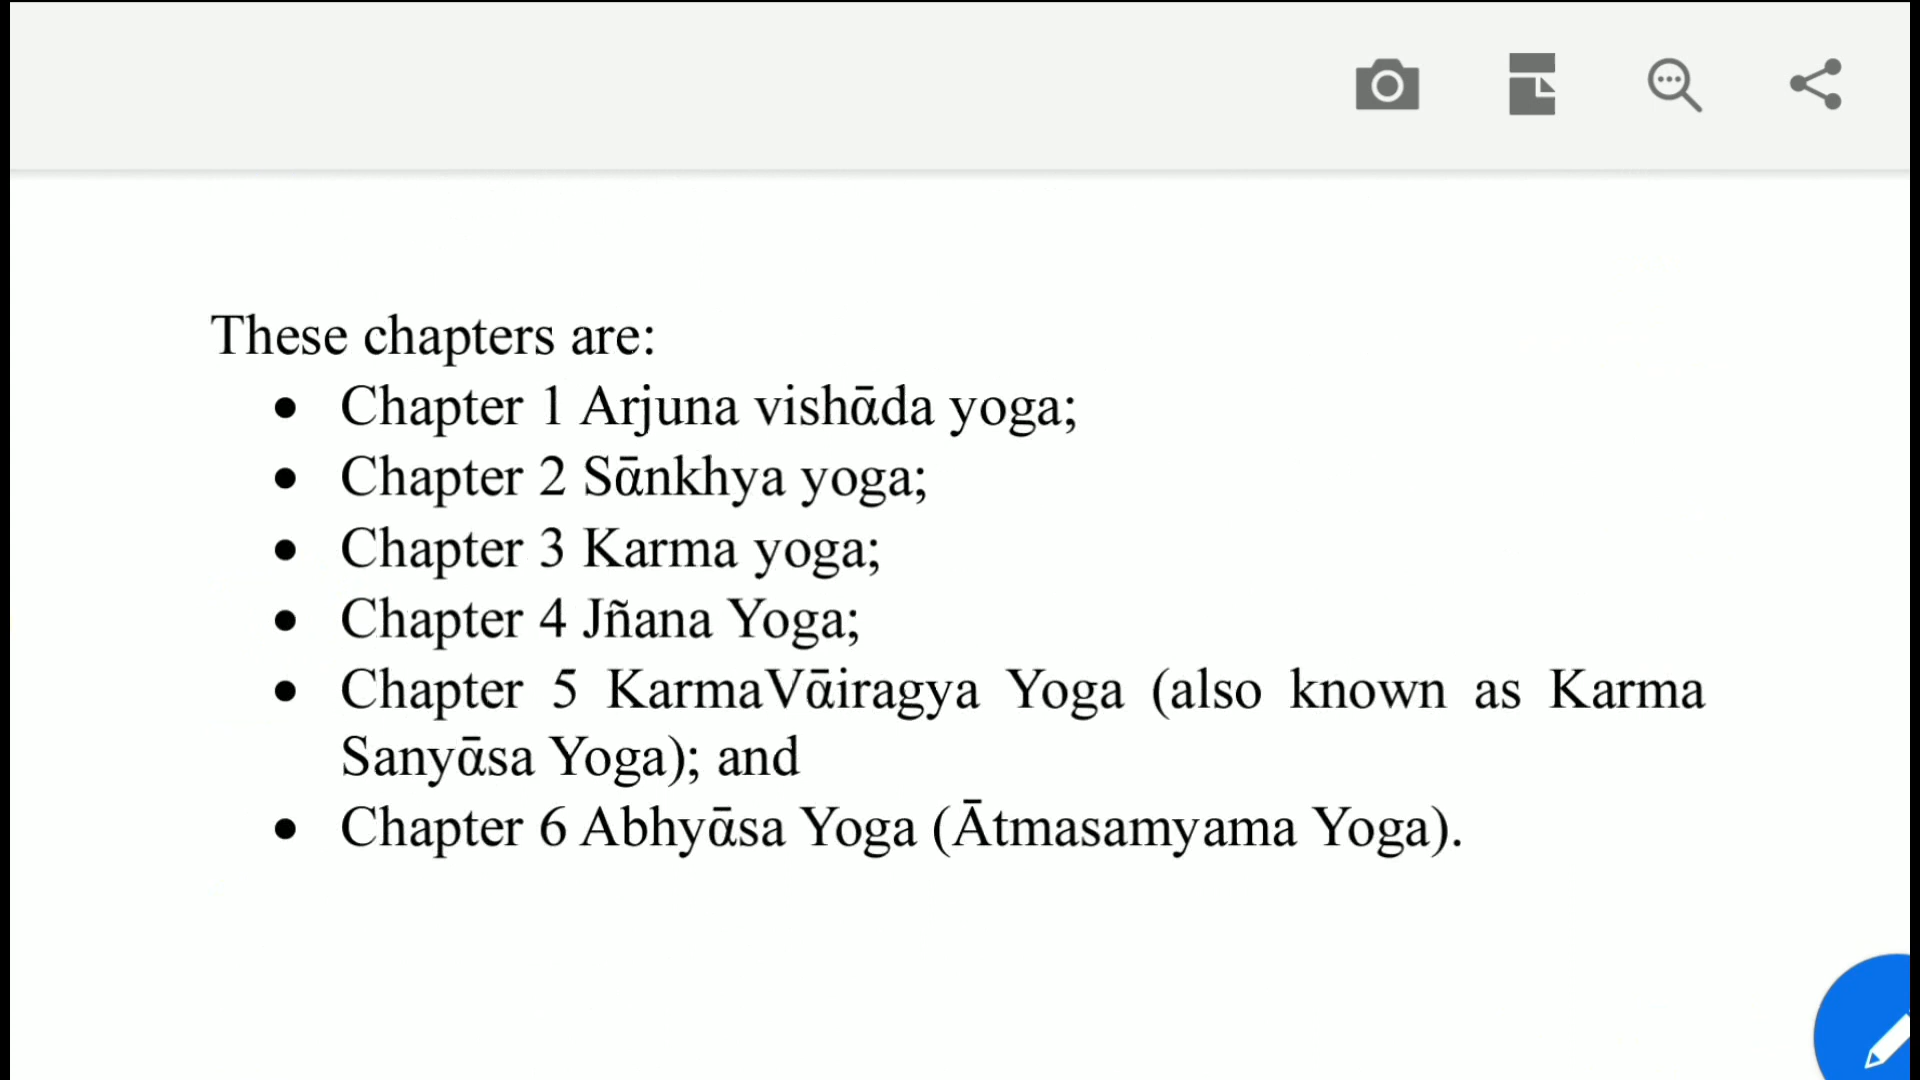 These chapters are:
• Chapter 1 Arjuna vishāda yoga;
• Chapter 2 Sānkhya yoga;
• Chapter 3 Karma yoga;
• Chapter 4 Jñana Yoga;
• Chapter 5 KarmaVāiragya Yoga (also known as Karma
Sanyāsa Yoga); and
• Chapter 6 Abhyāsa Yoga (Ātmasamyama Yoga).